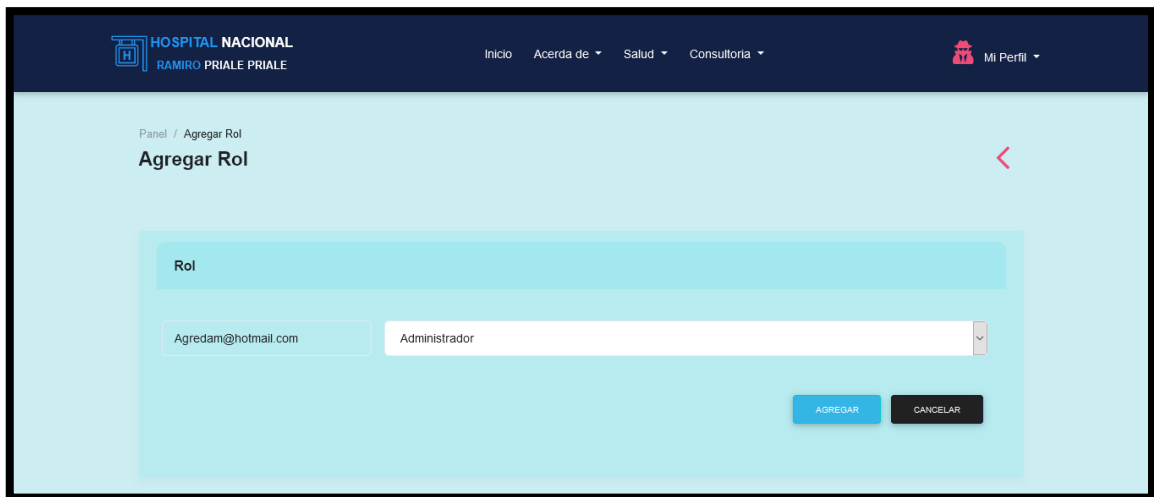 HOSPITAL NACIONAL
RAMIRO PRIALE PRIALE
H
Inicio Acerda de Salud Consultoria Mi Perfil
Panel / Agregar Rol
Agregar Rol
Rol
Agredam@hotmail.com Administrador
AGREGAR CANCELAR